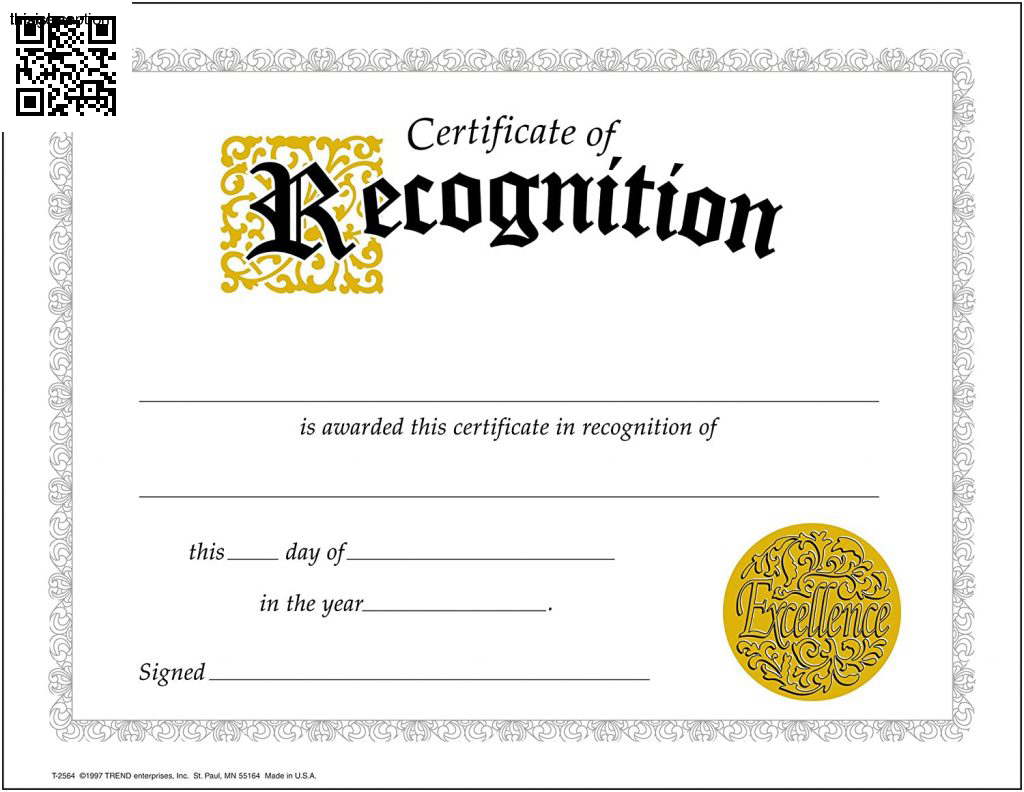 Certificate of
Recognition
is awarded this certificate in recognition of
this day of
in the year .
Excellence
Signed
T-2564 ©1997 TREND enterprises, Inc. St. Paul, MN 55164 Made in U.S.A.